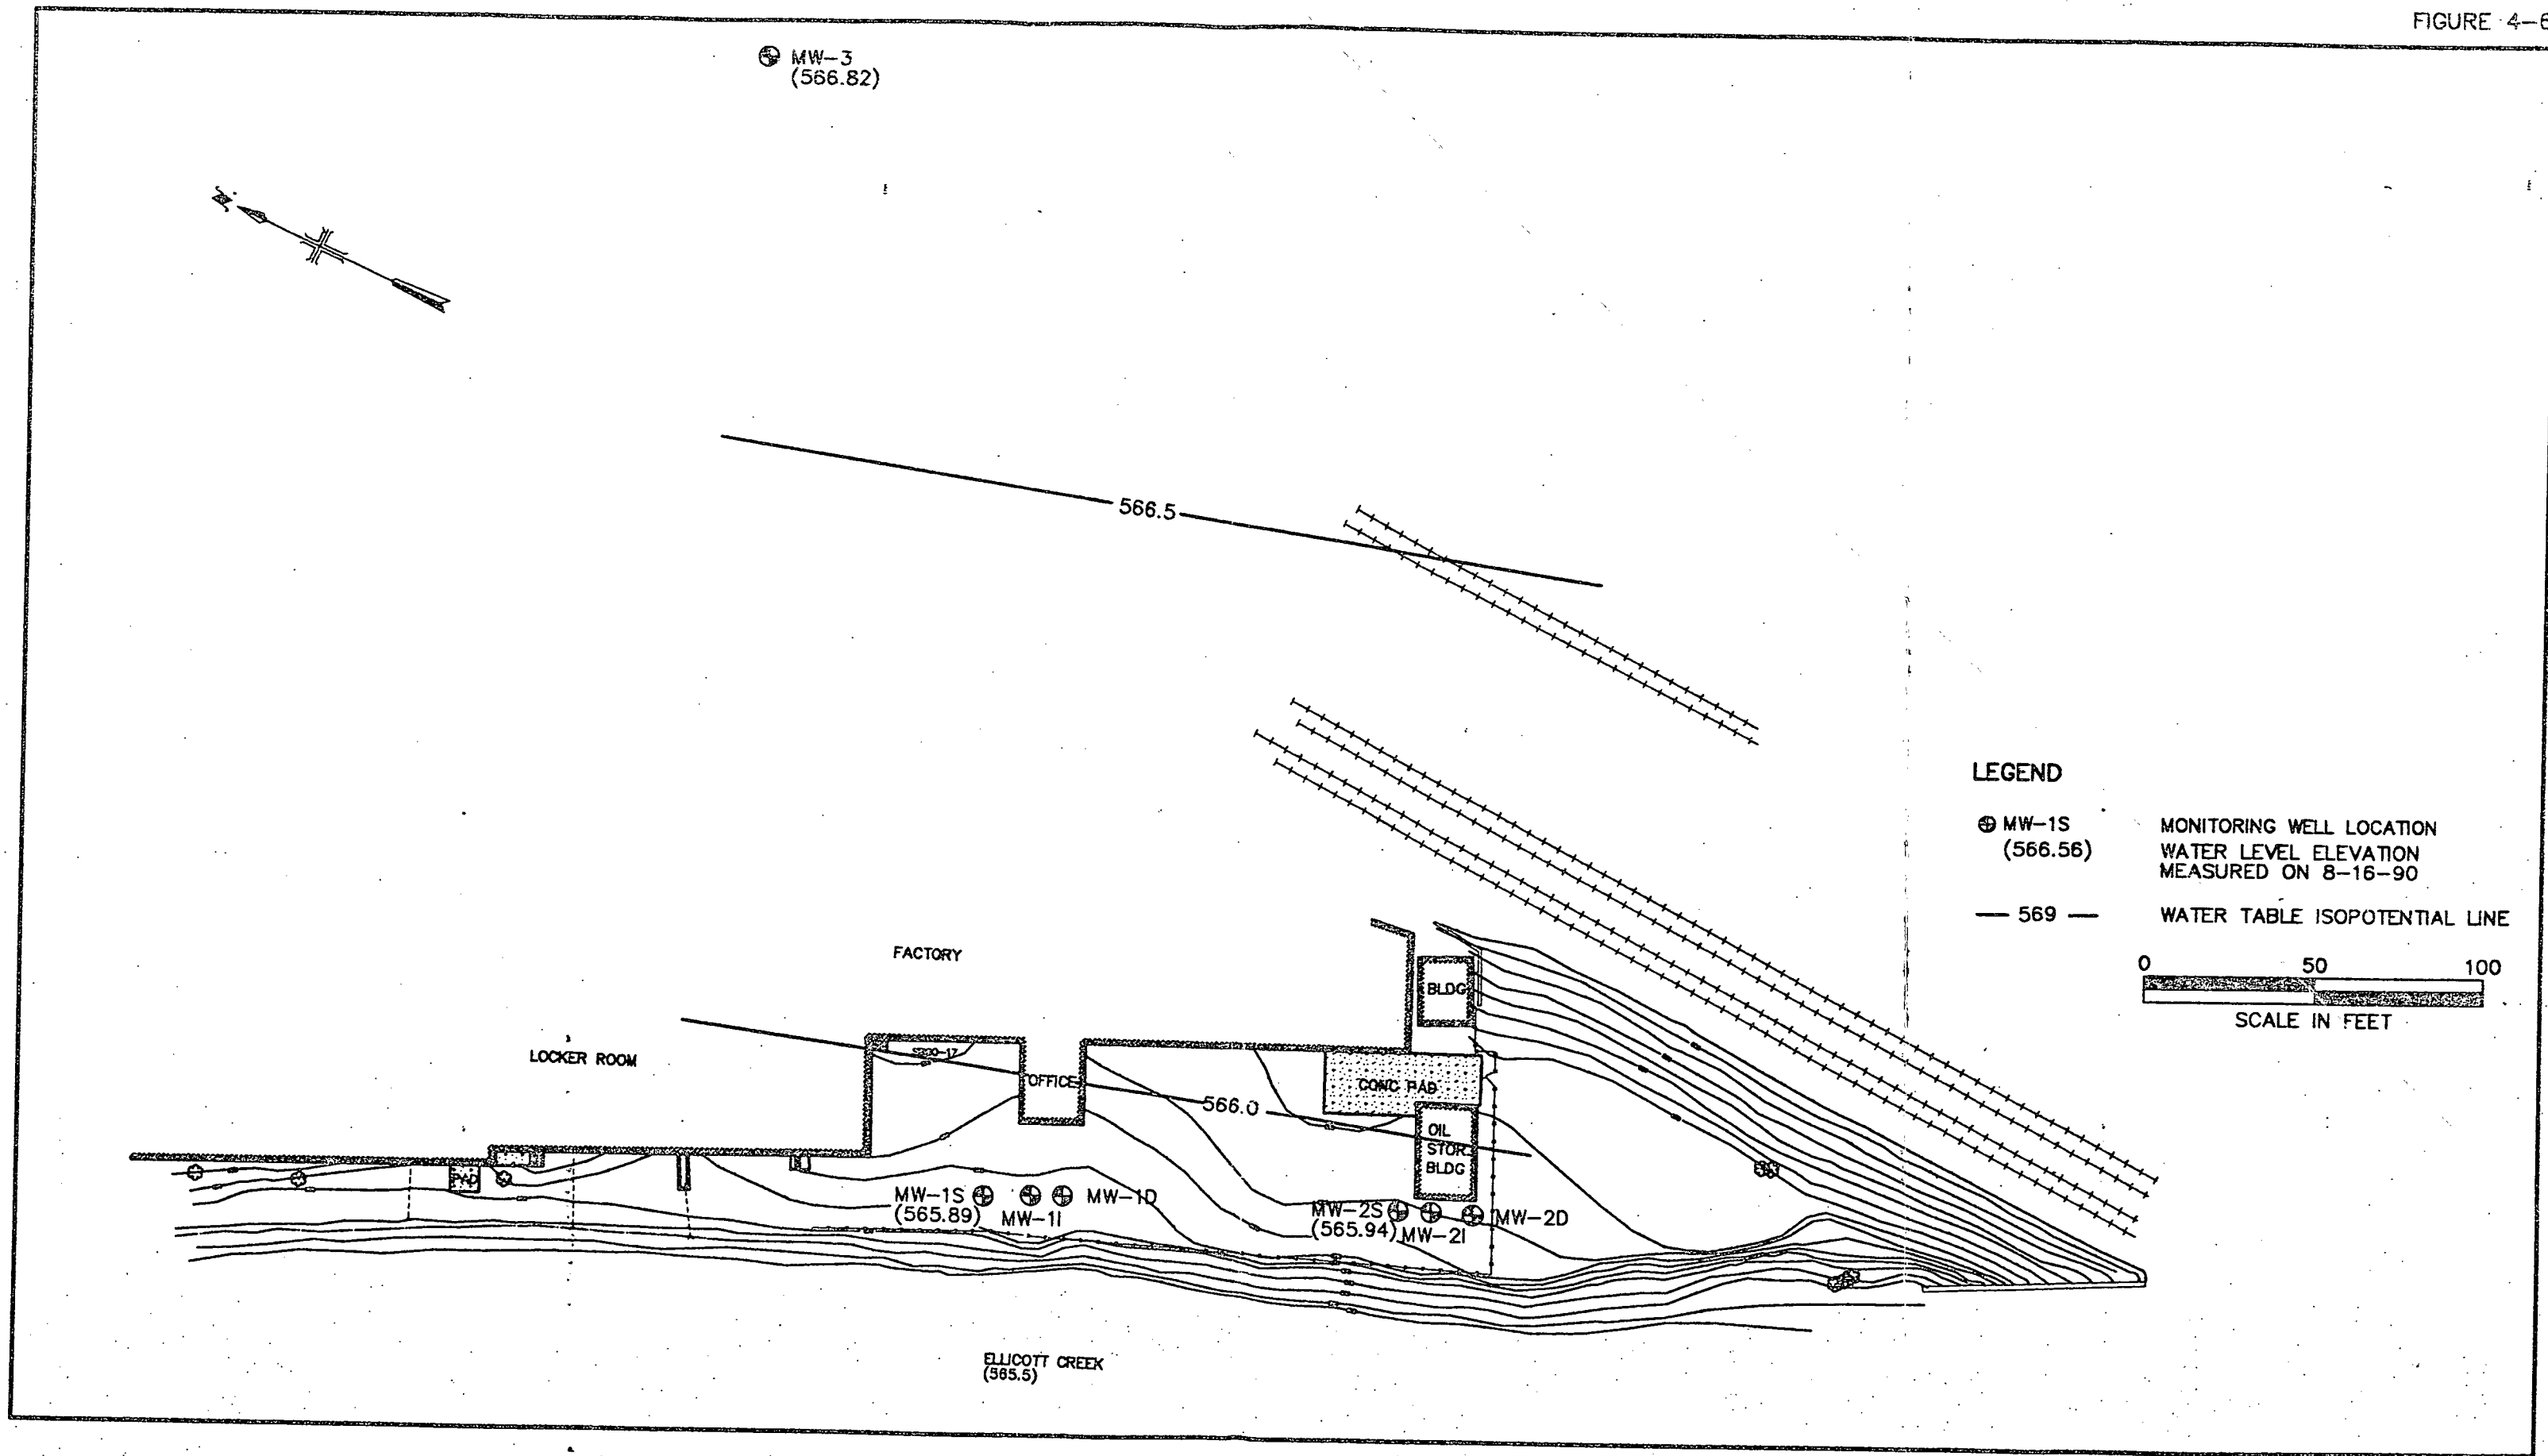 FIGURE 4-6
MW-3
(566.82)
N
566.5
LEGEND
MW-1S
(566.56)
MONITORING WELL LOCATION
WATER LEVEL ELEVATION
MEASURED ON 8-16-90
— 569 —
WATER TABLE ISOPOTENTIAL LINE
0 50 100
SCALE IN FEET
FACTORY
BLDG
LOCKER ROOM
OFFICE
CONC PAD
566.0
OIL
STOR
BLDG
PAD
MW-1S
(565.89)
MW-1I
MW-1D
MW-2S
(565.94)
MW-2I
MW-2D
ELLICOTT CREEK
(565.5)